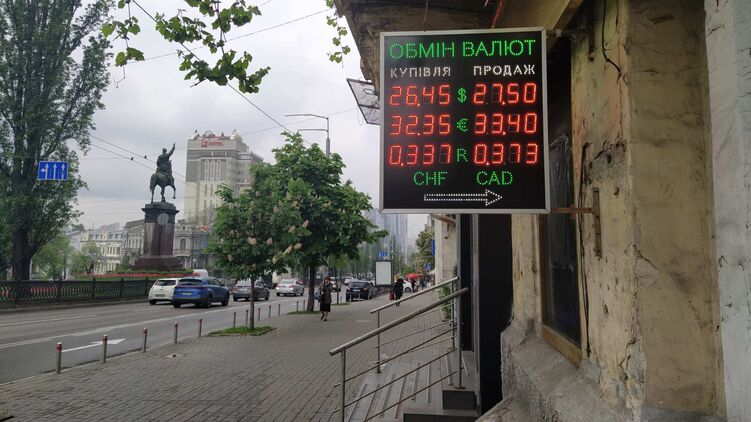 ОБМІН ВАЛЮТ
КУПІВЛЯ ПРОДАЖ
26,45 $ 27,50
32,35 € 33,40
0,337 R 0,373
CHF CAD
HOTEL